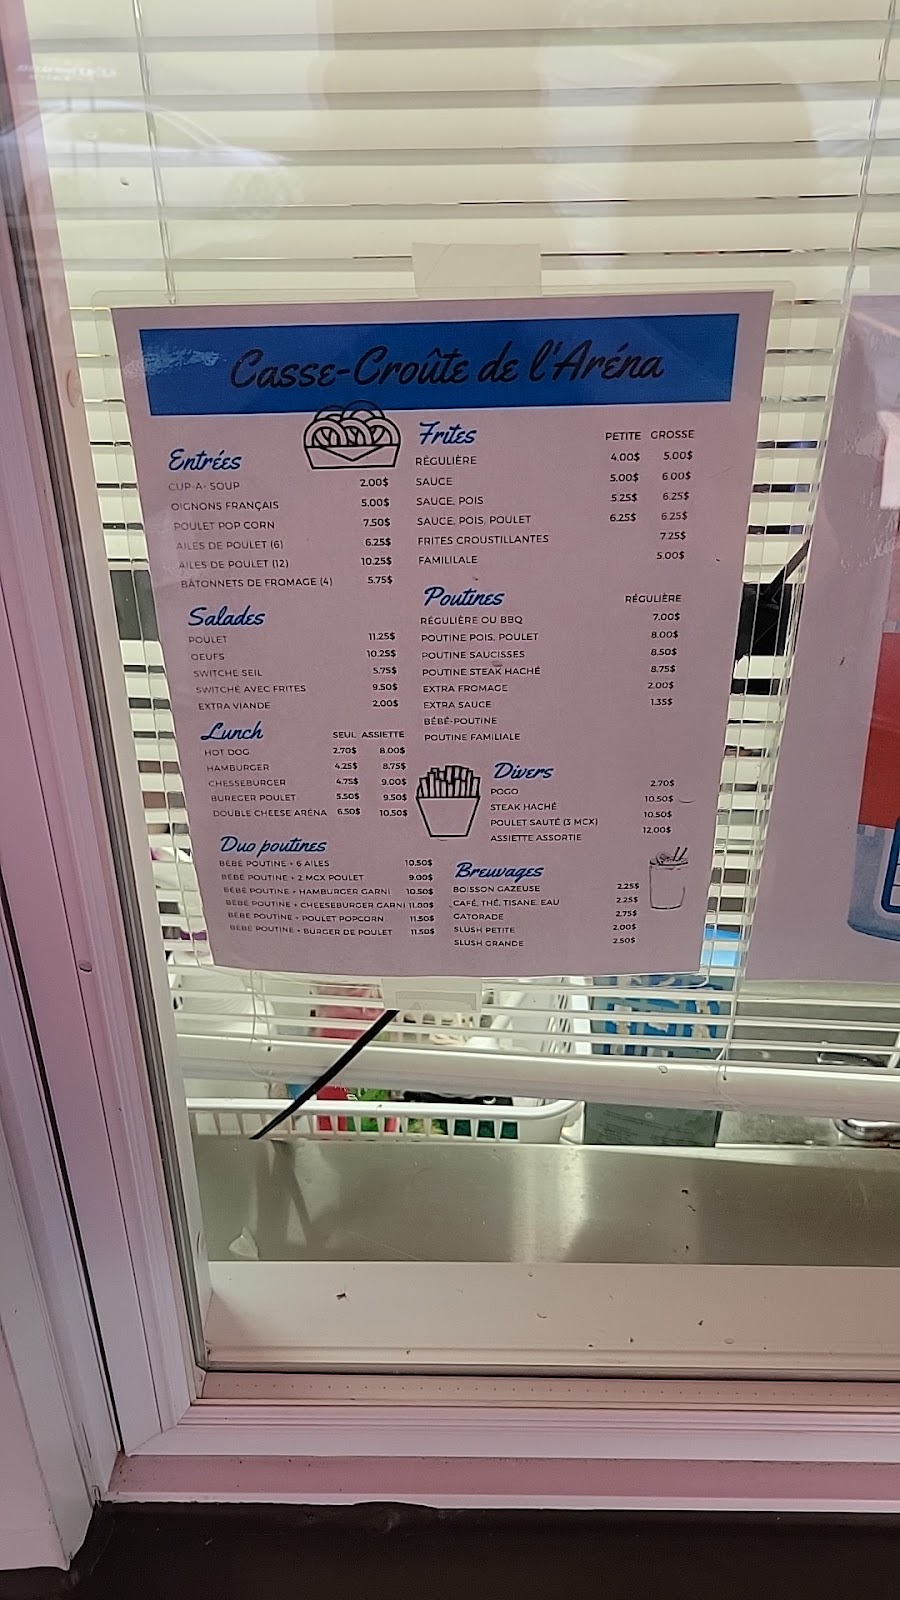 Casse-Croûte de l'Aréna
Entrées
CUP-A- SOUP 2.00$
OIGNONS FRANÇAIS 5.00$
POULET POP CORN 7.50$
AILES DE POULET (6) 6.25$
AILES DE POULET (12) 10.25$
BÂTONNETS DE FROMAGE (4) 5.75$
Salades
POULET 11.25$
OEUFS 10.25$
SWITCHE SEIL 5.75$
SWITCHÉ AVEC FRITES 9.50$
EXTRA VIANDE 2.00$
Lunch SEUL ASSIETTE
HOT DOG 2.70$ 8.00$
HAMBURGER 4.25$ 8.75$
CHESSEBURGER 4.75$ 9.00$
BUREGER POULET 5.50$ 9.50$
DOUBLE CHEESE ARÉNA 6.50$ 10.50$
Duo poutines
BÉBÉ POUTINE + 6 AILES 10.50$
BÉBÉ POUTINE + 2 MCX POULET 9.00$
BÉBÉ POUTINE + HAMBURGER GARNI 10.50$
BÉBÉ POUTINE + CHEESEBURGER GARNI 11.00$
BÉBÉ POUTINE + POULET POPCORN 11.50$
BÉBÉ POUTINE + BURGER DE POULET 11.50$
Frites PETITE GROSSE
RÉGULIÈRE 4.00$ 5.00$
SAUCE 5.00$ 6.00$
SAUCE, POIS 5.25$ 6.25$
SAUCE, POIS, POULET 6.25$ 6.25$
FRITES CROUSTILLANTES 7.25$
FAMILILALE 5.00$
Poutines RÉGULIÈRE
RÉGULIÈRE OU BBQ 7.00$
POUTINE POIS, POULET 8.00$
POUTINE SAUCISSES 8.50$
POUTINE STEAK HACHÉ 8.75$
EXTRA FROMAGE 2.00$
EXTRA SAUCE 1.35$
BÉBÉ-POUTINE
POUTINE FAMILIALE
Divers
POGO 2.70$
STEAK HACHÉ 10.50$
POULET SAUTÉ (3 MCX) 10.50$
ASSIETTE ASSORTIE 12.00$
Breuvages
BOISSON GAZEUSE 2.25$
CAFÉ, THÉ, TISANE, EAU 2.25$
GATORADE 2.75$
SLUSH PETITE 2.00$
SLUSH GRANDE 2.50$